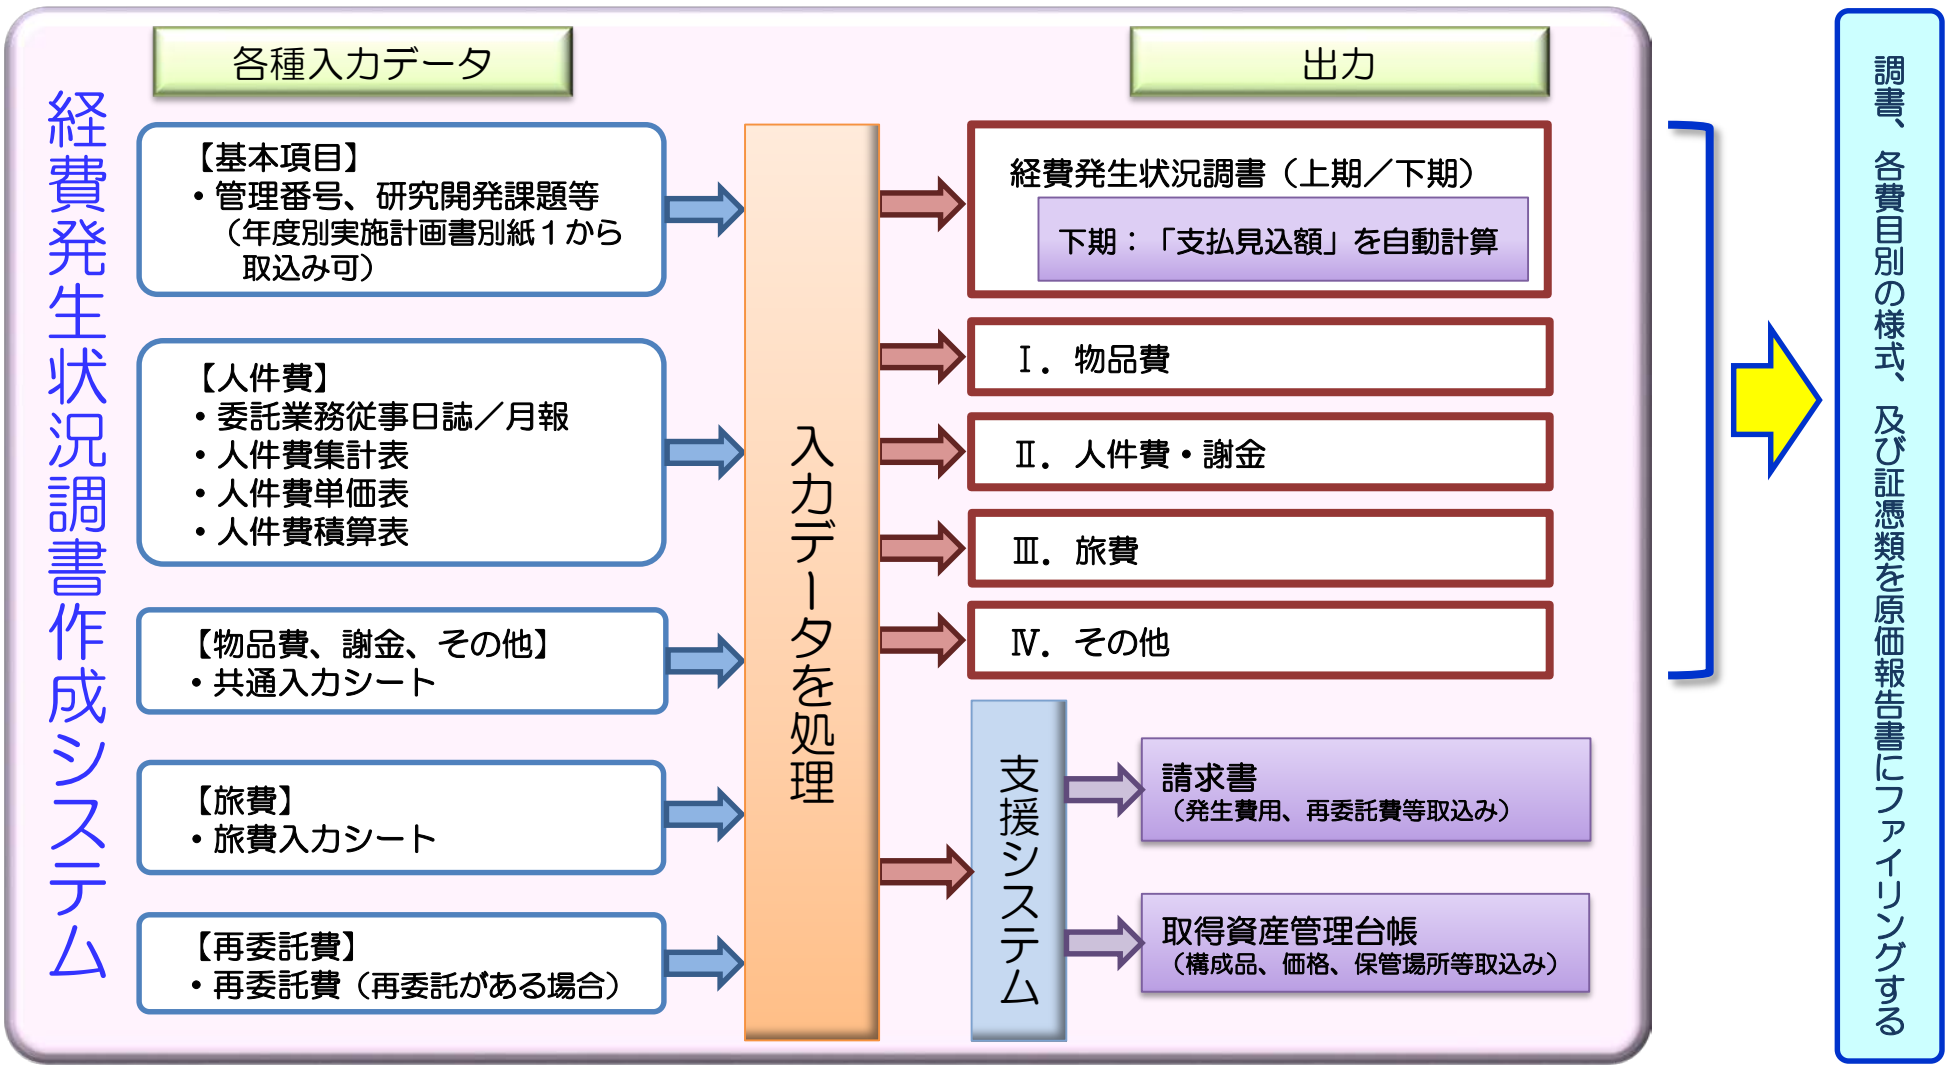 経費発生状況調書作成システム
各種入力データ
【基本項目】
・管理番号、研究開発課題等
（年度別実施計画書別紙１から
取込み可）
【人件費】
・委託業務従事日誌／月報
・人件費集計表
・人件費単価表
・人件費積算表
【物品費、謝金、その他】
・共通入力シート
【旅費】
・旅費入力シート
【再委託費】
・再委託費（再委託がある場合）
入力データを処理
出力
経費発生状況調書（上期／下期）
下期：「支払見込額」を自動計算
Ⅰ．物品費
Ⅱ．人件費・謝金
Ⅲ．旅費
Ⅳ．その他
支援システム
請求書
（発生費用、再委託費等取込み）
取得資産管理台帳
（構成品、価格、保管場所等取込み）
調書、各費目別の様式、及び証憑類を原価報告書にファイリングする